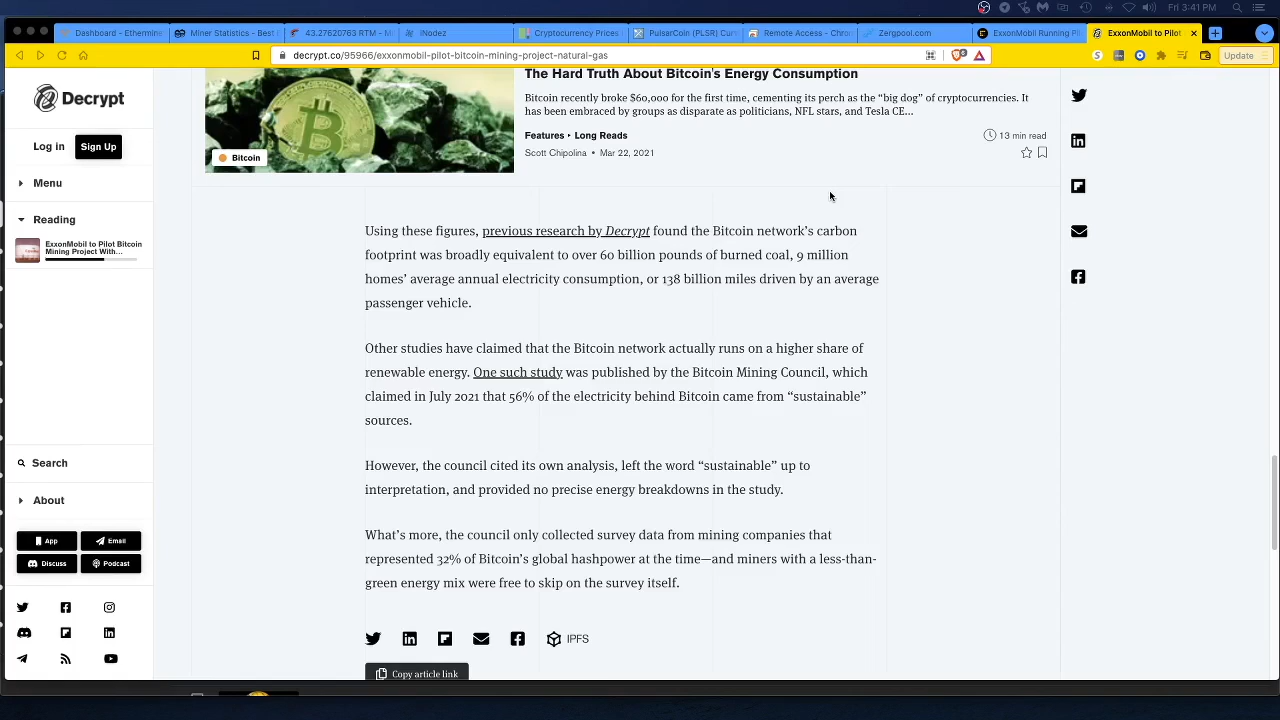 Fri 3:41 PM
Dashboard - Ethermine
Miner Statistics - Best E
43.27620763 RTM - Mi
iNodez
Cryptocurrency Prices
PulsarCoin (PLSR) Curr
Remote Access - Chrom
Zergpool.com
ExxonMobil Running Pil
ExxonMobil to Pilot
decrypt.co/95966/exxonmobil-pilot-bitcoin-mining-project-natural-gas
Update
Decrypt
Log in
Sign Up
Menu
Reading
ExxonMobil to Pilot Bitcoin
Mining Project With...
Search
About
App
Email
Discuss
Podcast
Bitcoin
The Hard Truth About Bitcoin's Energy Consumption
Bitcoin recently broke $60,000 for the first time, cementing its perch as the “big dog” of cryptocurrencies. It
has been embraced by groups as disparate as politicians, NFL stars, and Tesla CE...
Features • Long Reads
13 min read
Scott Chipolina • Mar 22, 2021
Using these figures, previous research by Decrypt found the Bitcoin network’s carbon
footprint was broadly equivalent to over 60 billion pounds of burned coal, 9 million
homes’ average annual electricity consumption, or 138 billion miles driven by an average
passenger vehicle.
Other studies have claimed that the Bitcoin network actually runs on a higher share of
renewable energy. One such study was published by the Bitcoin Mining Council, which
claimed in July 2021 that 56% of the electricity behind Bitcoin came from “sustainable”
sources.
However, the council cited its own analysis, left the word “sustainable” up to
interpretation, and provided no precise energy breakdowns in the study.
What’s more, the council only collected survey data from mining companies that
represented 32% of Bitcoin’s global hashpower at the time—and miners with a less-than-
green energy mix were free to skip on the survey itself.
IPFS
Copy article link